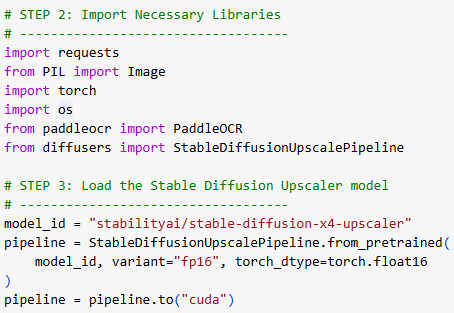 # STEP 2: Import Necessary Libraries
# -----------------------------------
import requests
from PIL import Image
import torch
import os
from paddleocr import PaddleOCR
from diffusers import StableDiffusionUpscalePipeline
# STEP 3: Load the Stable Diffusion Upscaler model
# -----------------------------------
model_id = "stabilityai/stable-diffusion-x4-upscaler"
pipeline = StableDiffusionUpscalePipeline.from_pretrained(
    model_id, variant="fp16", torch_dtype=torch.float16
)
pipeline = pipeline.to("cuda")